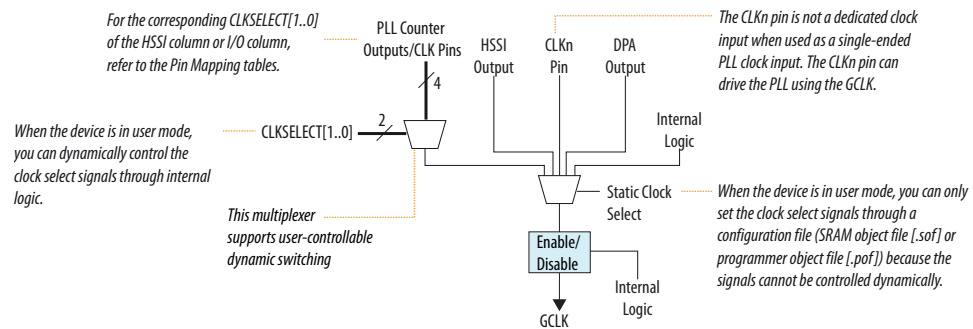 For the corresponding CLKSELECT[1..0]
of the HSSI column or I/O column,
refer to the Pin Mapping tables.
PLL Counter
Outputs/CLK Pins
HSSI
Output
CLKn
Pin
DPA
Output
The CLKn pin is not a dedicated clock
input when used as a single-ended
PLL clock input. The CLKn pin can
drive the PLL using the GCLK.
4
When the device is in user mode,
you can dynamically control the
clock select signals through internal
logic.
CLKSELECT[1..0]
2
Internal
Logic
This multiplexer
supports user-controllable
dynamic switching
Static Clock
Select
When the device is in user mode, you can only
set the clock select signals through a
configuration file (SRAM object file [.sof] or
programmer object file [.pof]) because the
signals cannot be controlled dynamically.
Enable/
Disable
Internal
Logic
GCLK